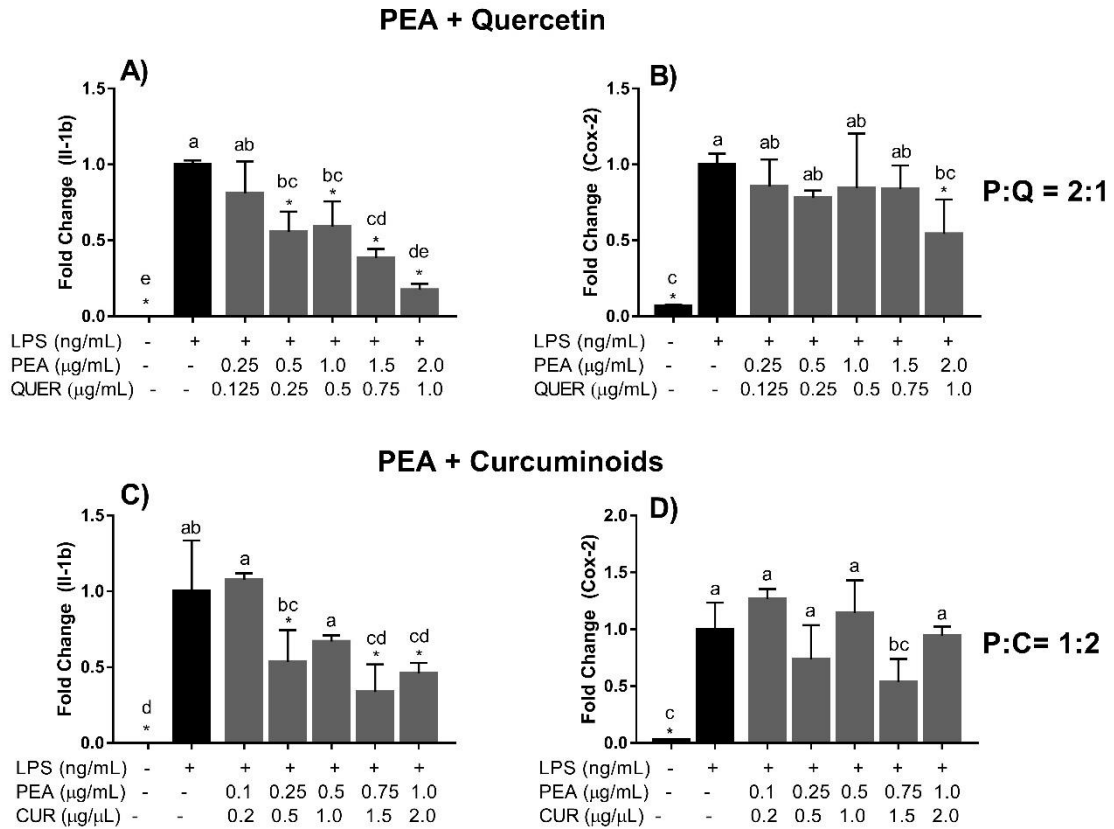 PEA + Quercetin
A)
Fold Change (Il-1b)
1.5
1.0
0.5
0.0
e
*
a
ab
bc
*
bc
*
cd
*
de
*
LPS (ng/mL) - + + + + + +
PEA (μg/mL) - - 0.25 0.5 1.0 1.5 2.0
QUER (μg/mL) - - 0.125 0.25 0.5 0.75 1.0
B)
Fold Change (Cox-2)
1.5
1.0
0.5
0.0
c
*
a
ab
ab
ab
ab
bc
*
LPS (ng/mL) - + + + + + +
PEA (μg/mL) - - 0.25 0.5 1.0 1.5 2.0
QUER (μg/mL) - - 0.125 0.25 0.5 0.75 1.0
P:Q = 2:1
PEA + Curcuminoids
C)
Fold Change (Il-1b)
1.5
1.0
0.5
0.0
d
*
ab
a
bc
*
a
cd
*
cd
*
LPS (ng/mL) - + + + + + +
PEA (μg/mL) - - 0.1 0.25 0.5 0.75 1.0
CUR (μg/μL) - - 0.2 0.5 1.0 1.5 2.0
D)
Fold Change (Cox-2)
2.0
1.5
1.0
0.5
0.0
c
*
a
a
a
a
bc
a
LPS (ng/mL) - + + + + + +
PEA (μg/mL) - - 0.1 0.25 0.5 0.75 1.0
CUR (μg/μL) - - 0.2 0.5 1.0 1.5 2.0
P:C= 1:2